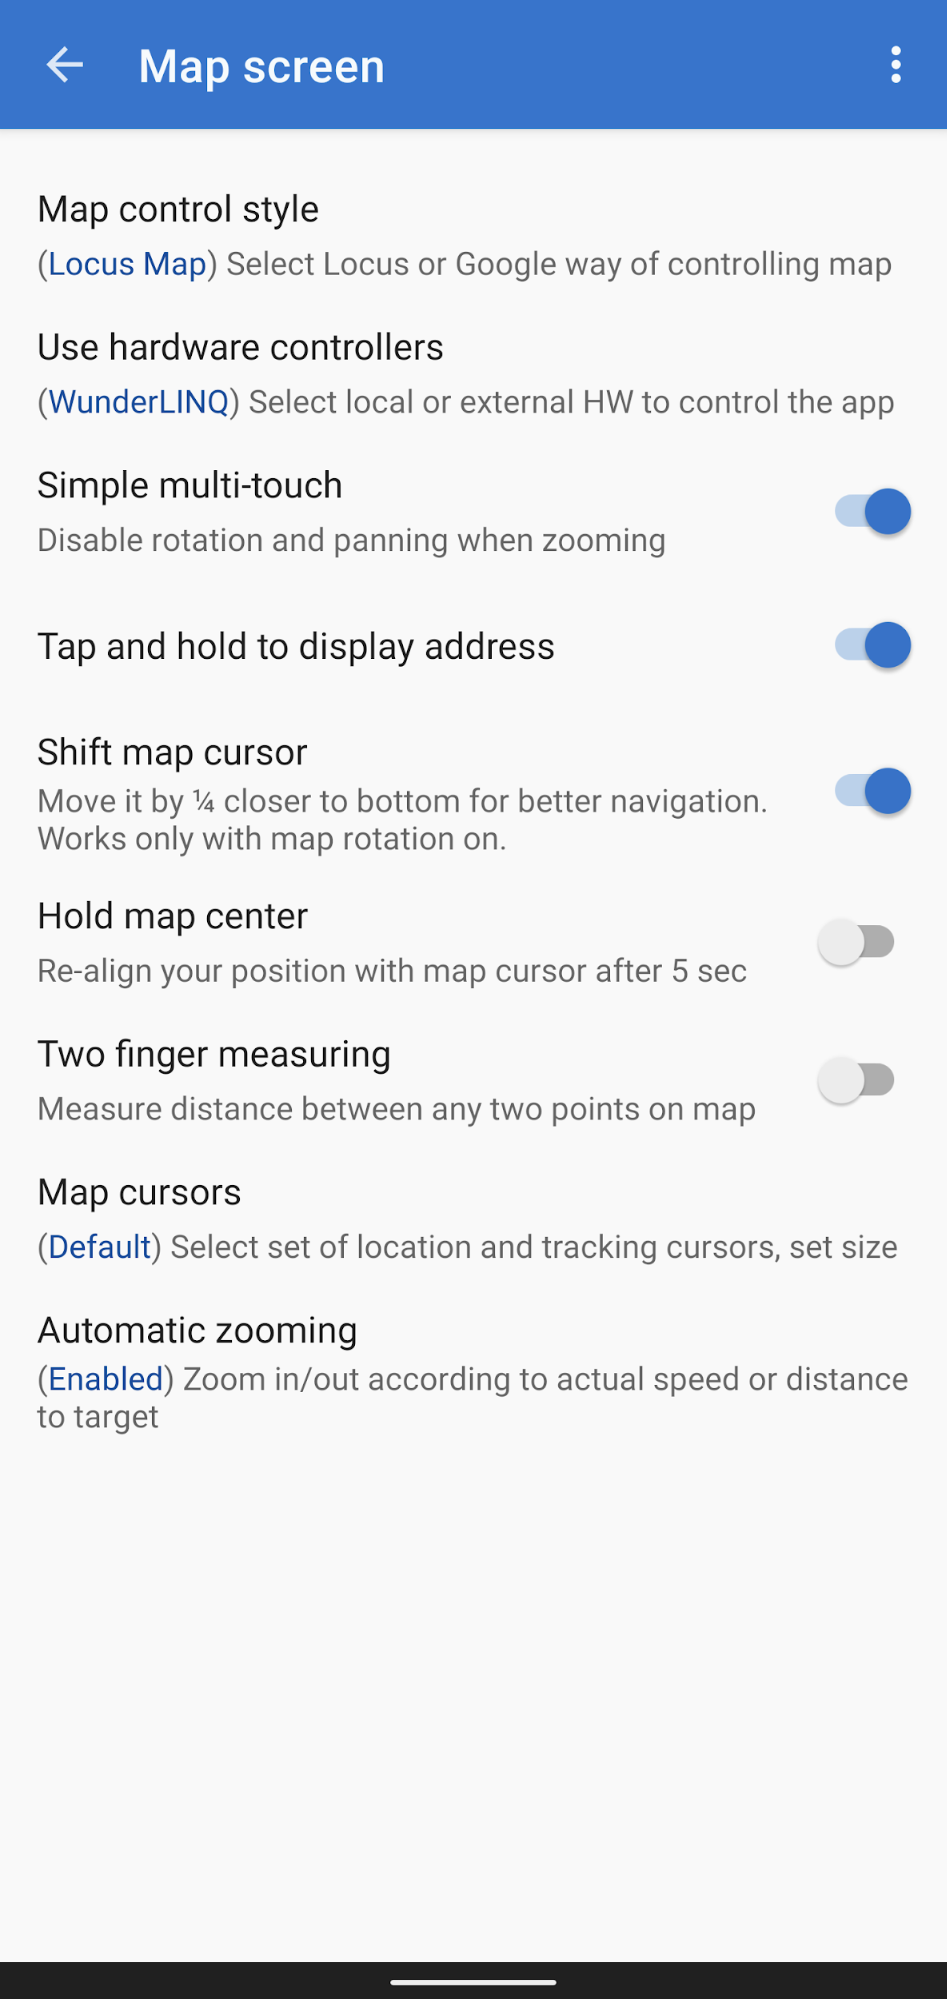 Map screen
Map control style
(Locus Map) Select Locus or Google way of controlling map
Use hardware controllers
(WunderLINQ) Select local or external HW to control the app
Simple multi-touch
Disable rotation and panning when zooming
Tap and hold to display address
Shift map cursor
Move it by ¼ closer to bottom for better navigation.
Works only with map rotation on.
Hold map center
Re-align your position with map cursor after 5 sec
Two finger measuring
Measure distance between any two points on map
Map cursors
(Default) Select set of location and tracking cursors, set size
Automatic zooming
(Enabled) Zoom in/out according to actual speed or distance
to target